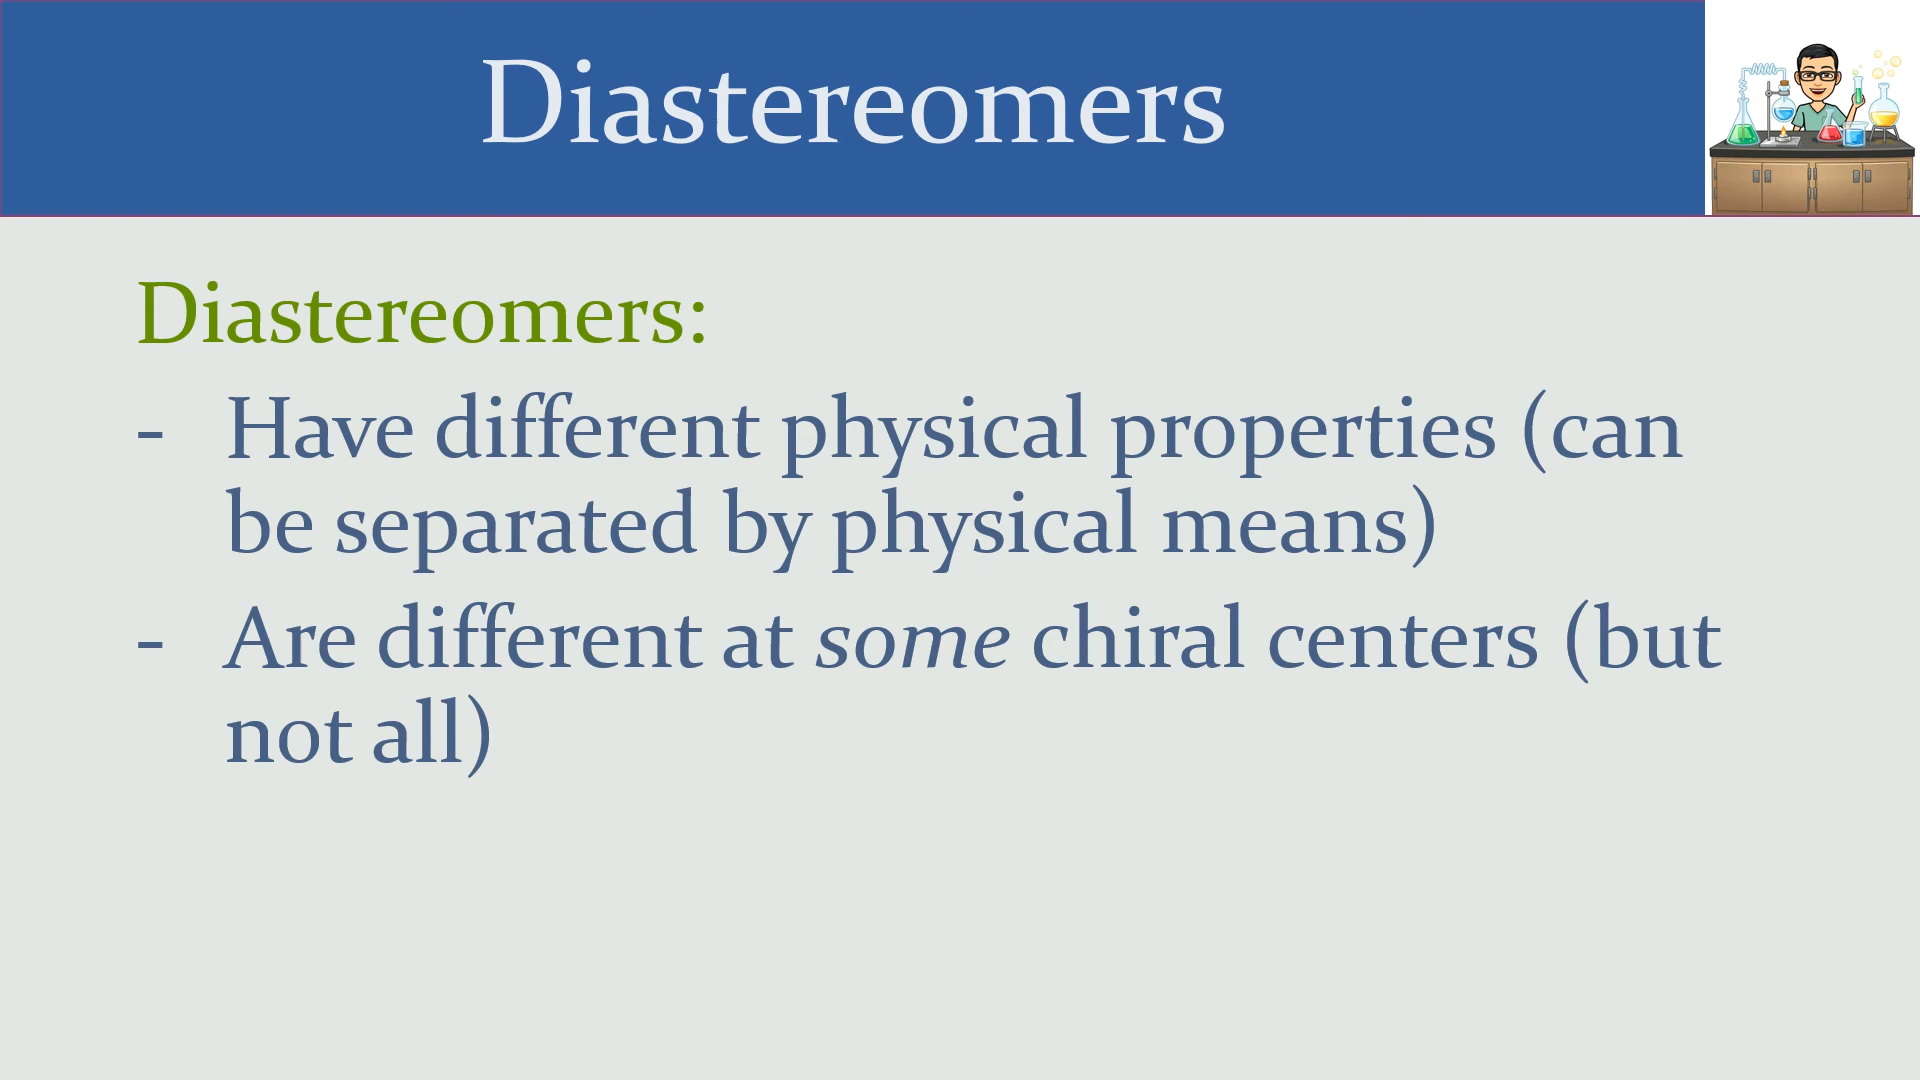 Diastereomers
Diastereomers:
- Have different physical properties (can
be separated by physical means)
- Are different at some chiral centers (but
not all)